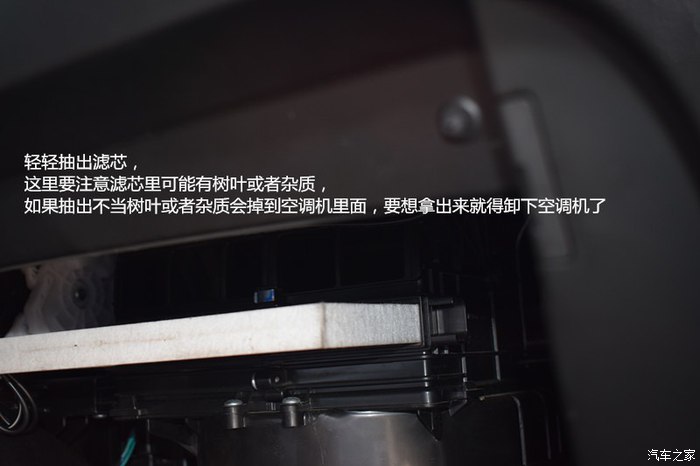 轻轻抽出滤芯，
这里要注意滤芯里可能有树叶或者杂质，
如果抽出不当树叶或者杂质会掉到空调机里面，要想拿出来就得卸下空调机了
汽车之家